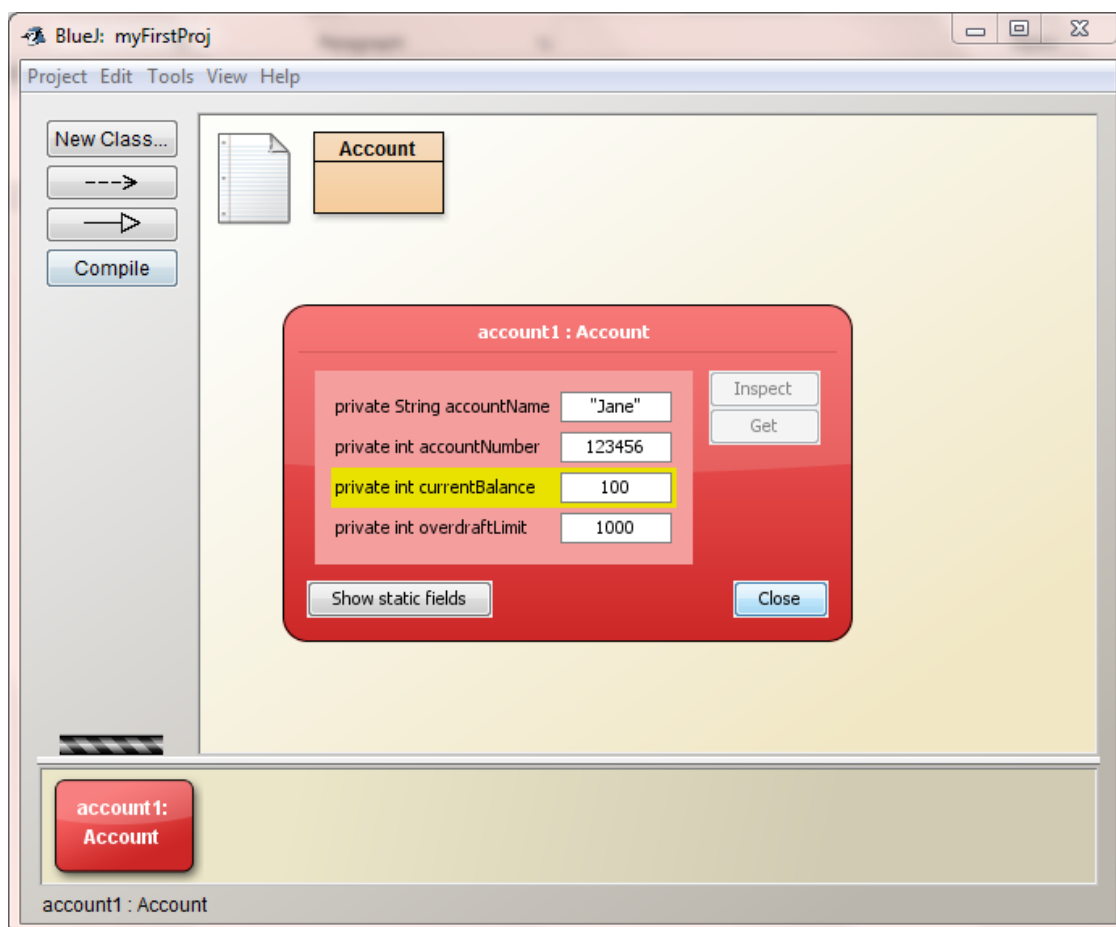 BlueJ: myFirstProj
Project Edit Tools View Help
New Class...
Compile
Account
account1 : Account
private String accountName "Jane"
private int accountNumber 123456
private int currentBalance 100
private int overdraftLimit 1000
Inspect
Get
Show static fields
Close
account1:
Account
account1 : Account